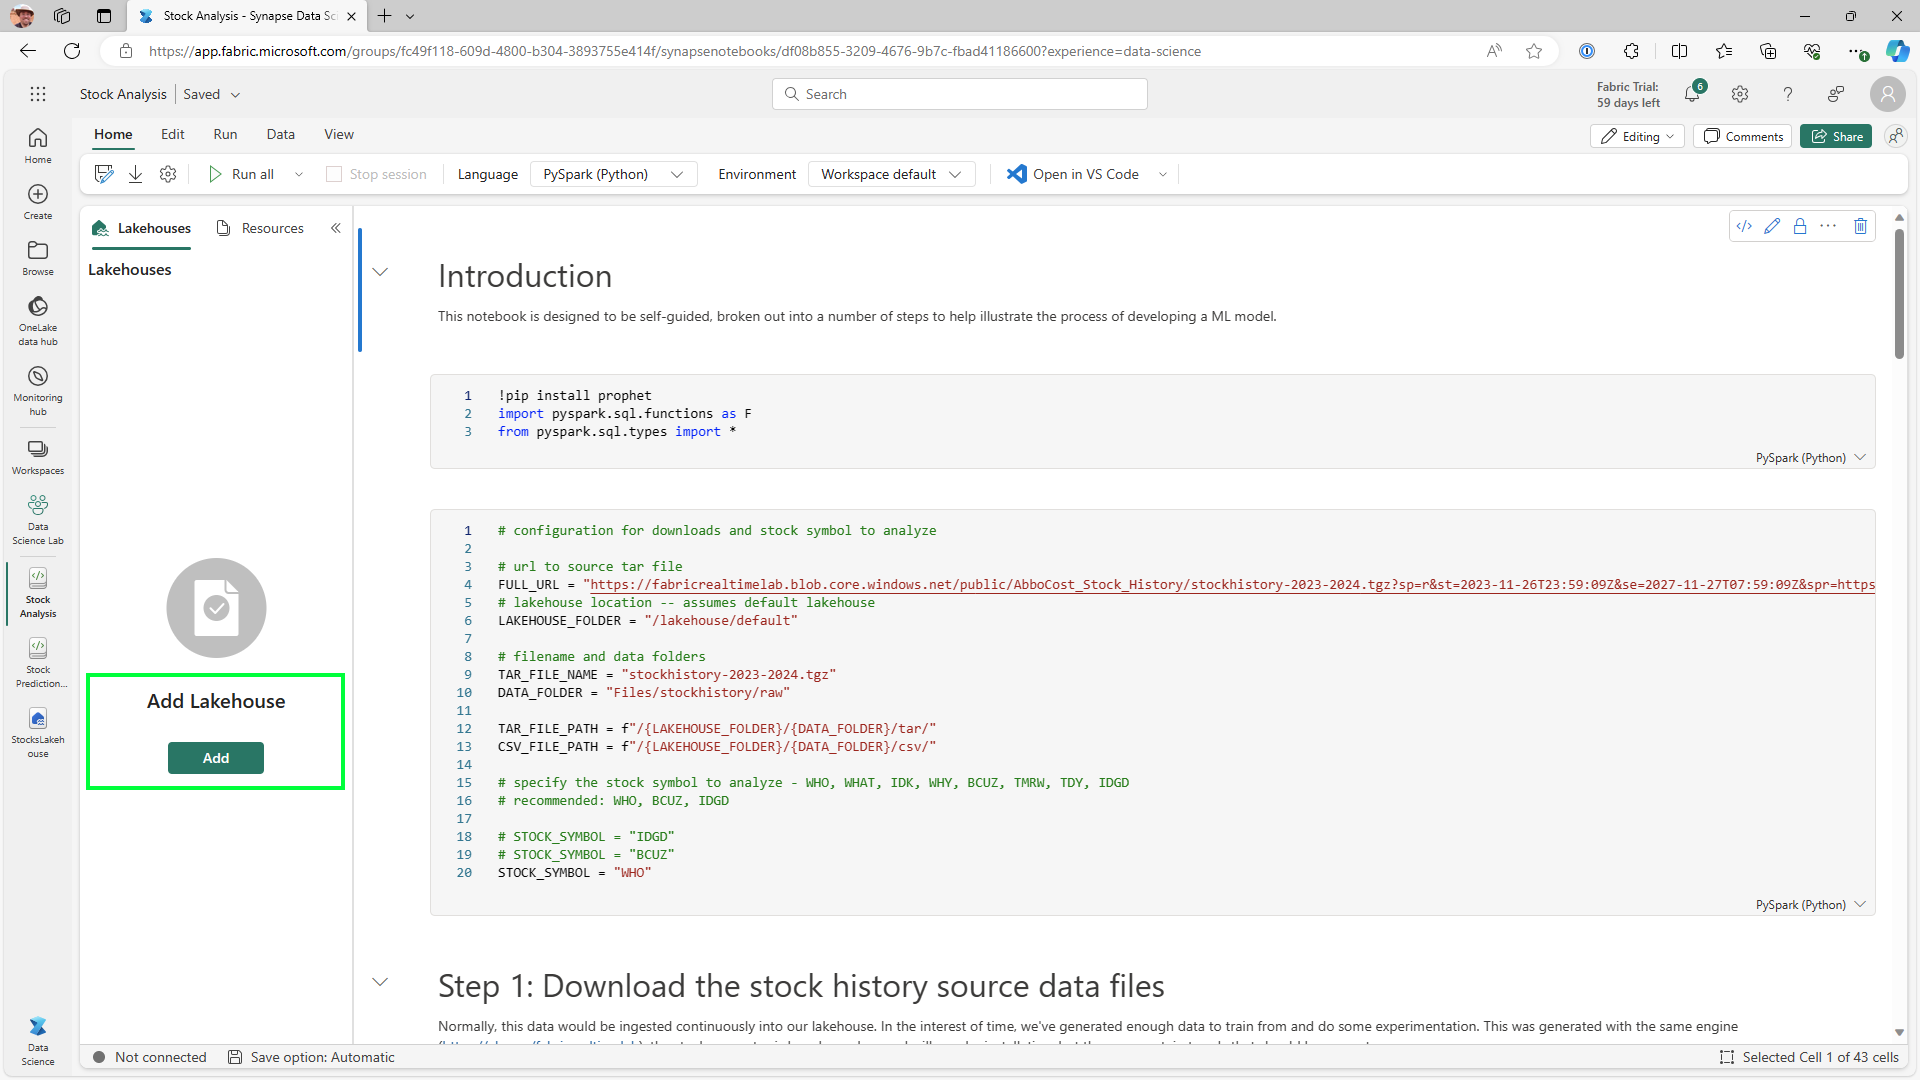 Stock Analysis - Synapse Data Sci
https://app.fabric.microsoft.com/groups/fc49f118-609d-4800-b304-3893755e414f/synapsenotebooks/df08b855-3209-4676-9b7c-fbad41186600?experience=data-science
Stock Analysis Saved
Search
Fabric Trial:
59 days left
6
Home Edit Run Data View
Editing Comments Share
Run all Stop session Language PySpark (Python) Environment Workspace default Open in VS Code
Home
Create
Browse
OneLake
data hub
Monitoring
hub
Workspaces
Data
Science Lab
Stock
Analysis
Stock
Prediction...
StocksLakeh
ouse
Data
Science
Lakehouses Resources
Lakehouses
Add Lakehouse
Add
Introduction
This notebook is designed to be self-guided, broken out into a number of steps to help illustrate the process of developing a ML model.
1 !pip install prophet
2 import pyspark.sql.functions as F
3 from pyspark.sql.types import *
PySpark (Python)
1 # configuration for downloads and stock symbol to analyze
2
3 # url to source tar file
4 FULL_URL = "https://fabricrealtimelab.blob.core.windows.net/public/AbboCost_Stock_History/stockhistory-2023-2024.tgz?sp=r&st=2023-11-26T23:59:09Z&se=2027-11-27T07:59:09Z&spr=https
5 # lakehouse location -- assumes default lakehouse
6 LAKEHOUSE_FOLDER = "/lakehouse/default"
7
8 # filename and data folders
9 TAR_FILE_NAME = "stockhistory-2023-2024.tgz"
10 DATA_FOLDER = "Files/stockhistory/raw"
11
12 TAR_FILE_PATH = f"/{LAKEHOUSE_FOLDER}/{DATA_FOLDER}/tar/"
13 CSV_FILE_PATH = f"/{LAKEHOUSE_FOLDER}/{DATA_FOLDER}/csv/"
14
15 # specify the stock symbol to analyze - WHO, WHAT, IDK, WHY, BCUZ, TMRW, TDY, IDGD
16 # recommended: WHO, BCUZ, IDGD
17
18 # STOCK_SYMBOL = "IDGD"
19 # STOCK_SYMBOL = "BCUZ"
20 STOCK_SYMBOL = "WHO"
PySpark (Python)
Step 1: Download the stock history source data files
Normally, this data would be ingested continuously into our lakehouse. In the interest of time, we've generated enough data to train from and do some experimentation. This was generated with the same engine
Not connected Save option: Automatic
Selected Cell 1 of 43 cells